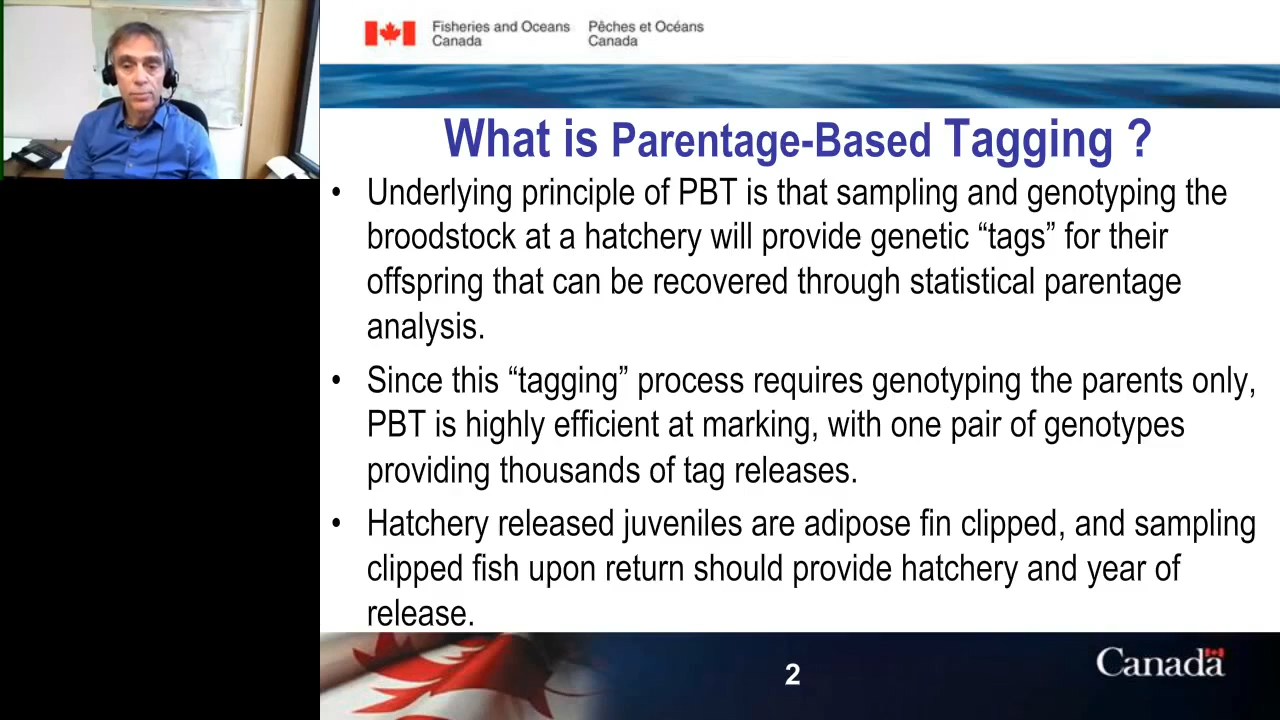 Fisheries and Oceans
Canada
Pêches et Océans
Canada
What is Parentage-Based Tagging ?
• Underlying principle of PBT is that sampling and genotyping the
broodstock at a hatchery will provide genetic “tags” for their
offspring that can be recovered through statistical parentage
analysis.
• Since this “tagging” process requires genotyping the parents only,
PBT is highly efficient at marking, with one pair of genotypes
providing thousands of tag releases.
• Hatchery released juveniles are adipose fin clipped, and sampling
clipped fish upon return should provide hatchery and year of
release.
2
Canada